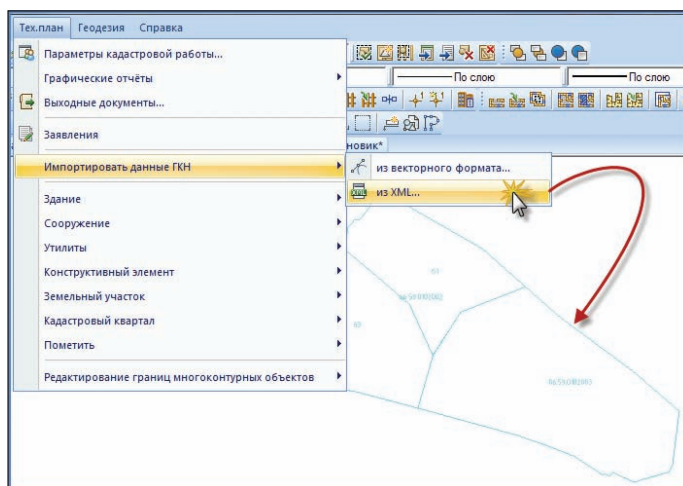 Тех.план Геодезия Справка
Параметры кадастровой работы...
Графические отчёты
Выходные документы...
Заявления
Импортировать данные ГКН
Здание
Сооружение
Утилиты
Конструктивный элемент
Земельный участок
Кадастровый квартал
Пометить
Редактирование границ многоконтурных объектов
По слою По слою
новик*
из векторного формата...
XML из XML...
63